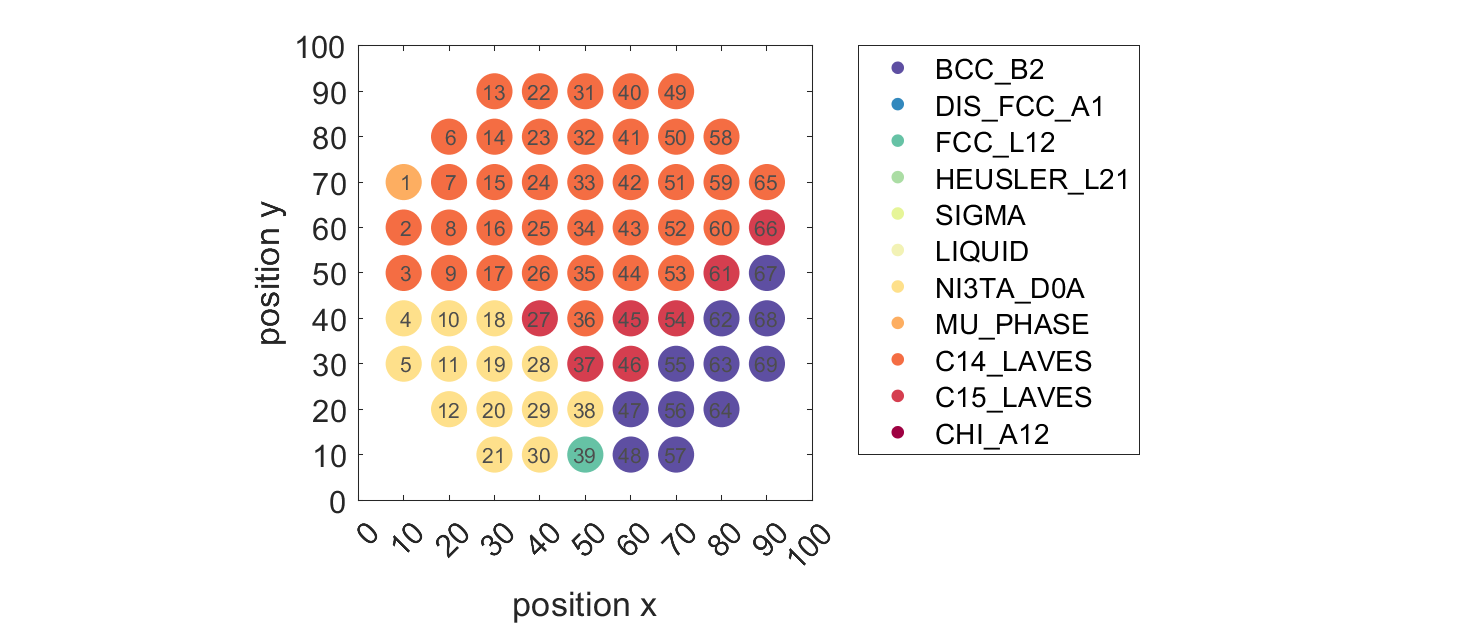 100
90
80
70
60
50
40
30
20
10
0
position y
13 22 31 40 49
6 14 23 32 41 50 58
1 7 15 24 33 42 51 59 65
2 8 16 25 34 43 52 60 66
3 9 17 26 35 44 53 61 67
4 10 18 27 36 45 54 62 68
5 11 19 28 37 46 55 63 69
12 20 29 38 47 56 64
21 30 39 48 57
0 10 20 30 40 50 60 70 80 90 100
position x
BCC_B2
DIS_FCC_A1
FCC_L12
HEUSLER_L21
SIGMA
LIQUID
NI3TA_D0A
MU_PHASE
C14_LAVES
C15_LAVES
CHI_A12